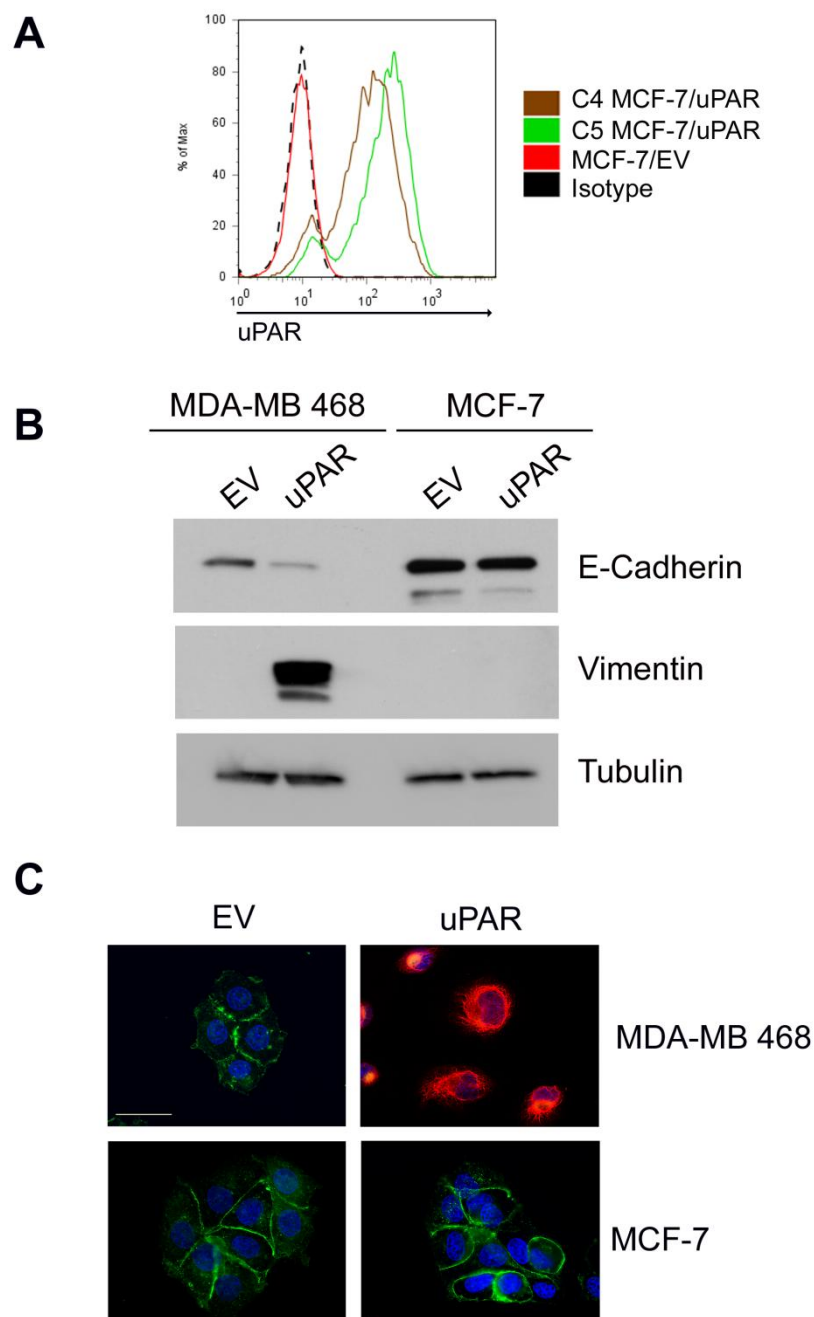 A
100
80
60
40
20
0
% of Max
10^0 10^1 10^2 10^3
uPAR
C4 MCF-7/uPAR
C5 MCF-7/uPAR
MCF-7/EV
Isotype
B
MDA-MB 468 MCF-7
EV uPAR EV uPAR
E-Cadherin
Vimentin
Tubulin
C
EV uPAR
MDA-MB 468
MCF-7